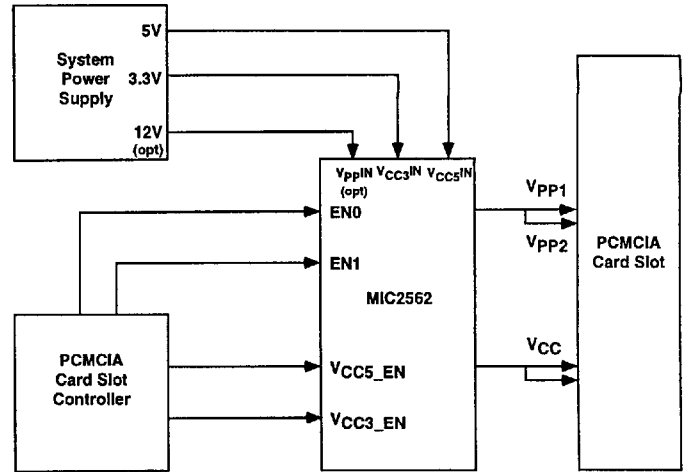 System
Power
Supply
5V
3.3V
12V
(opt)
VPPIN VCC3IN VCC5IN
(opt)
EN0
EN1
MIC2562
VCC5_EN
VCC3_EN
PCMCIA
Card Slot
Controller
VPP1
VPP2
VCC
PCMCIA
Card Slot